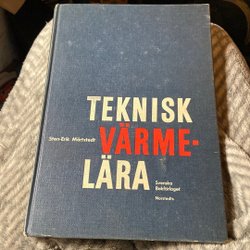 TEKNISK
Sten-Erik Mörtstedt
VÄRME-
LÄRA
Svenska
Bokförlaget
Norstedts